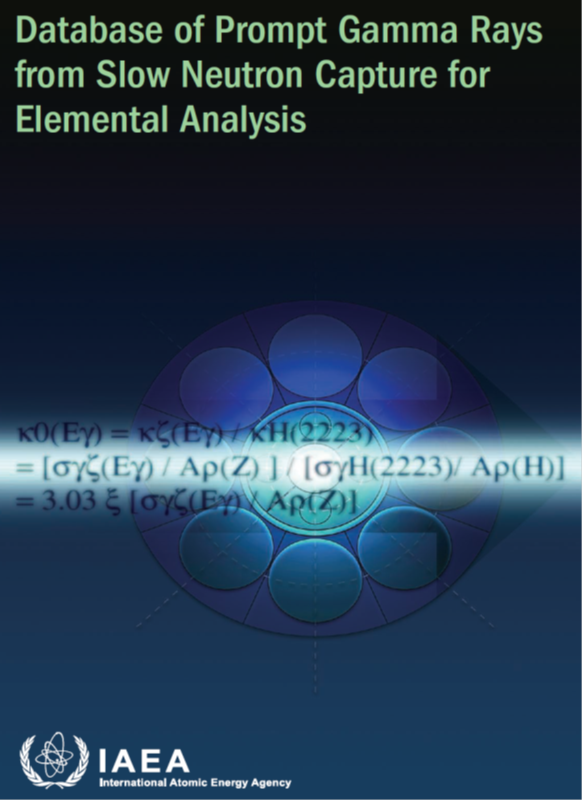 Database of Prompt Gamma Rays
from Slow Neutron Capture for
Elemental Analysis
κ0(Eγ) = κζ(Eγ) / κH(2223)
= [σγζ(Eγ) / Aρ(Z) ] / [σγH(2223)/ Aρ(H)]
= 3.03 ξ [σγζ(Eγ) / Aρ(Z)]
IAEA
International Atomic Energy Agency